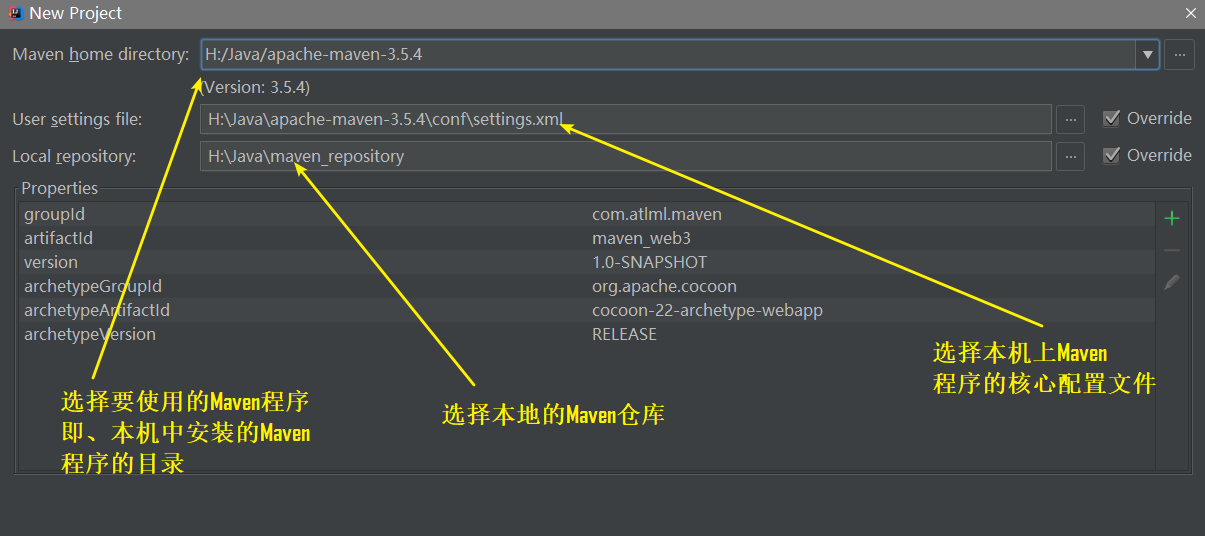 New Project
Maven home directory: H:/Java/apache-maven-3.5.4
(Version: 3.5.4)
User settings file: H:\Java\apache-maven-3.5.4\conf\settings.xml Override
Local repository: H:\Java\maven_repository Override
Properties
groupId com.atlml.maven
artifactId maven_web3
version 1.0-SNAPSHOT
archetypeGroupId org.apache.cocoon
archetypeArtifactId cocoon-22-archetype-webapp
archetypeVersion RELEASE
选择要使用的Maven程序
即、本机中安装的Maven
程序的目录
选择本地的Maven仓库
选择本机上Maven
程序的核心配置文件